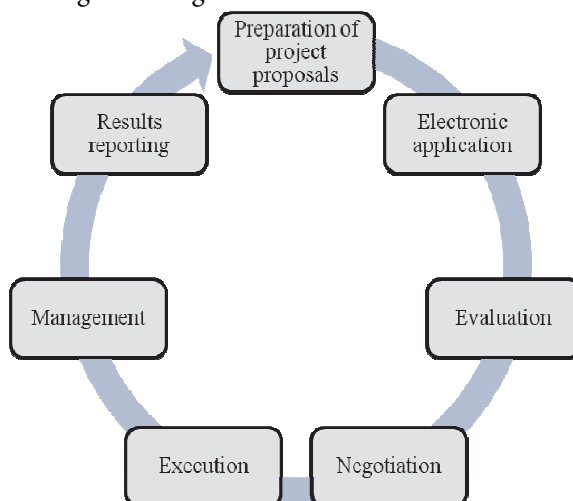 Preparation of
project
proposals
Electronic
application
Evaluation
Negotiation
Execution
Management
Results
reporting